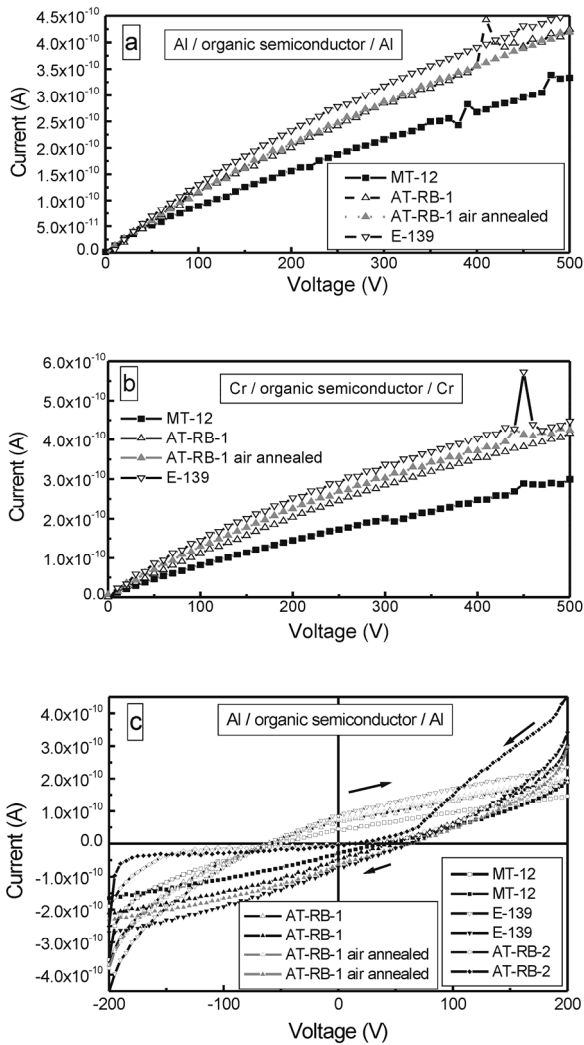 4.5x10⁻¹⁰
4.0x10⁻¹⁰
3.5x10⁻¹⁰
3.0x10⁻¹⁰
2.5x10⁻¹⁰
2.0x10⁻¹⁰
1.5x10⁻¹⁰
1.0x10⁻¹⁰
5.0x10⁻¹¹
0.0
Current (A)
a
Al / organic semiconductor / Al
MT-12
AT-RB-1
AT-RB-1 air annealed
E-139
0 100 200 300 400 500
Voltage (V)
6.0x10⁻¹⁰
5.0x10⁻¹⁰
4.0x10⁻¹⁰
3.0x10⁻¹⁰
2.0x10⁻¹⁰
1.0x10⁻¹⁰
0.0
Current (A)
b
Cr / organic semiconductor / Cr
MT-12
AT-RB-1
AT-RB-1 air annealed
E-139
0 100 200 300 400 500
Voltage (V)
4.0x10⁻¹⁰
3.0x10⁻¹⁰
2.0x10⁻¹⁰
1.0x10⁻¹⁰
0.0
-1.0x10⁻¹⁰
-2.0x10⁻¹⁰
-3.0x10⁻¹⁰
-4.0x10⁻¹⁰
Current (A)
c
Al / organic semiconductor / Al
AT-RB-1
AT-RB-1
AT-RB-1 air annealed
AT-RB-1 air annealed
MT-12
MT-12
E-139
E-139
AT-RB-2
AT-RB-2
-200 -100 0 100 200
Voltage (V)